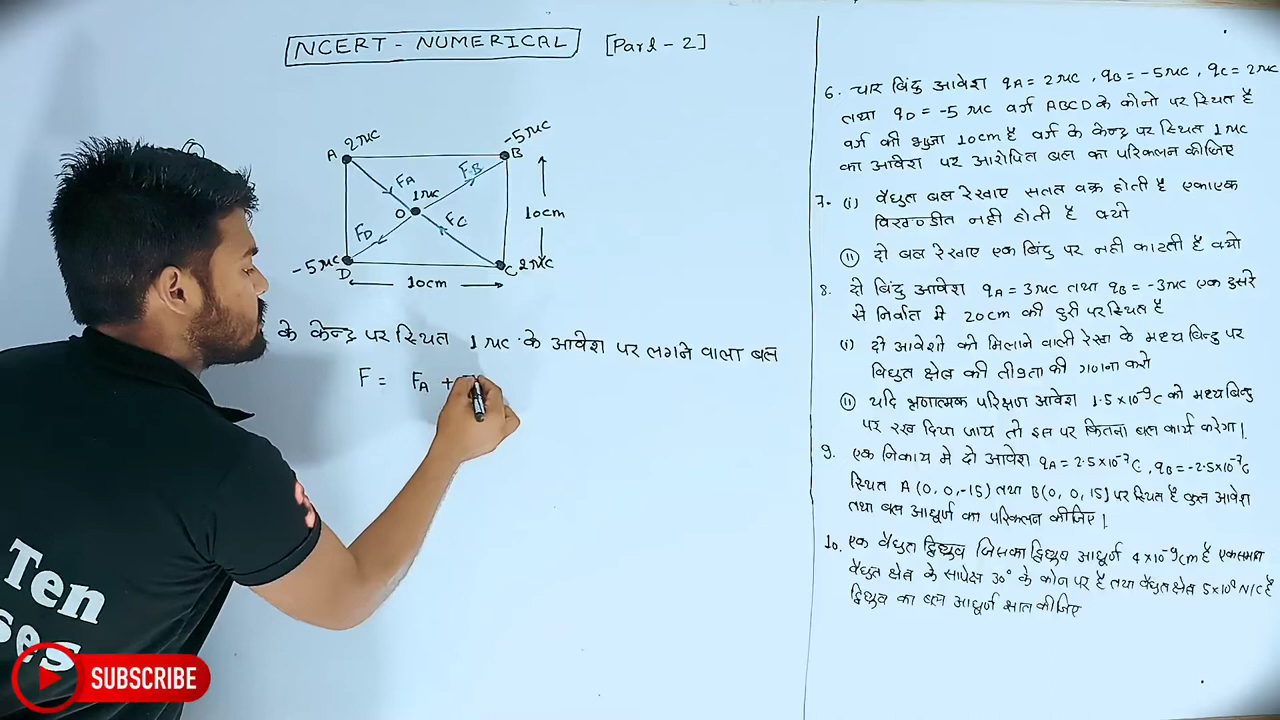 NCERT - NUMERICAL [Part - 2]
A 2μC
-5μC
B
FA
FB
1μC
O
FD
FC
10cm
-5μC
D
C 2μC
10cm
के केन्द्र पर स्थित 1μC के आवेश पर लगने वाला बल
F = FA +
6. चार बिंदु आवेश qA = 2μC, qB = -5μC, qC = 2μC
तथा qD = -5 μC वर्ग ABCD के कोनो पर स्थित है
वर्ग की भुजा 10cm है वर्ग के केन्द्र पर स्थित 1μC
का आवेश पर आरोपित बल का परिकलन कीजिए
7. (i) वैधुत बल रेखाए सतत वक्र होती है एकाएक
नही होती है क्यो
(ii) दो बल रेखाए एक बिंदु पर नही काटती है क्यो
8. दो बिंदु आवेश qA = 3μC तथा qB = -3μC एक दुसरे
से निर्वात मे 20cm की दुरी पर स्थित है
(i) दो आवेशो को मिलाने वाली रेखा के मध्य बिन्दु पर
विधुत क्षेत्र की तीव्रता की गणना करो
(ii) यदि ऋणात्मक परिक्षण आवेश 1.5×10⁻⁹C को मध्य बिन्दु
पर रख दिया जाय तो इस पर कितना बल कार्य करेगा।
9. एक निकाय मे दो आवेश qA = 2.5×10⁻⁷C, qB = -2.5×10⁻⁷C
स्थित A (0, 0, -15) तथा B(0, 0, 15) पर स्थित है कुल आवेश
तथा बल आघूर्ण का परिकलन कीजिए।
10. एक वैधुत द्विध्रुव जिसका द्विध्रुव आघूर्ण 4×10⁻⁹cm है एकसमान
वैधुत क्षेत्र के सापेक्ष 30° के कोन पर है तथा वैधुत क्षेत्र N/C है
द्विध्रुव का बल आघूर्ण ज्ञात कीजिए
Ten
ses
SUBSCRIBE